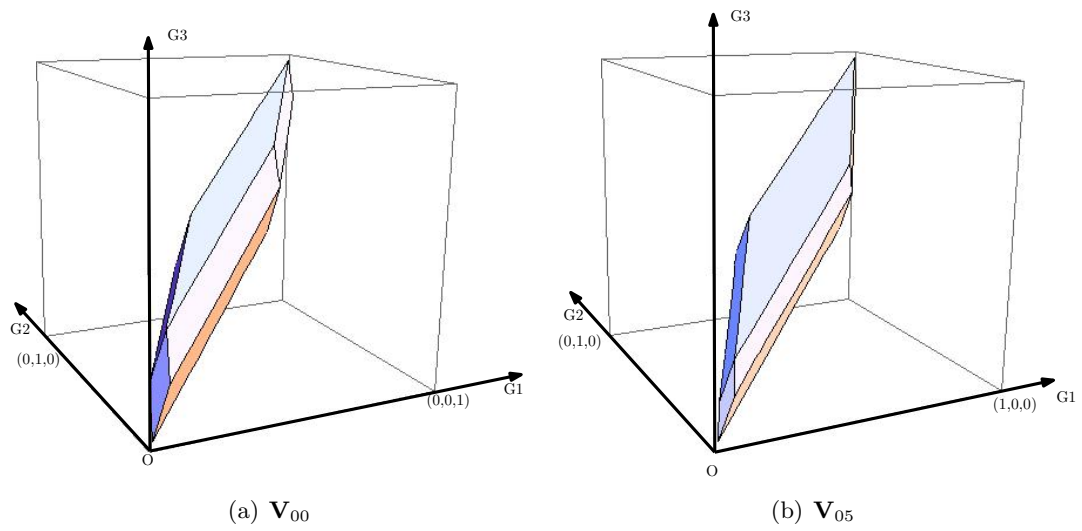 G3
G2
(0,1,0)
(0,0,1)
G1
O
(a) V₀₀
G3
G2
(0,1,0)
(1,0,0)
G1
O
(b) V₀₅